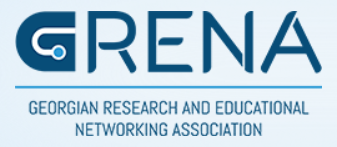 GRENA
GEORGIAN RESEARCH AND EDUCATIONAL
NETWORKING ASSOCIATION